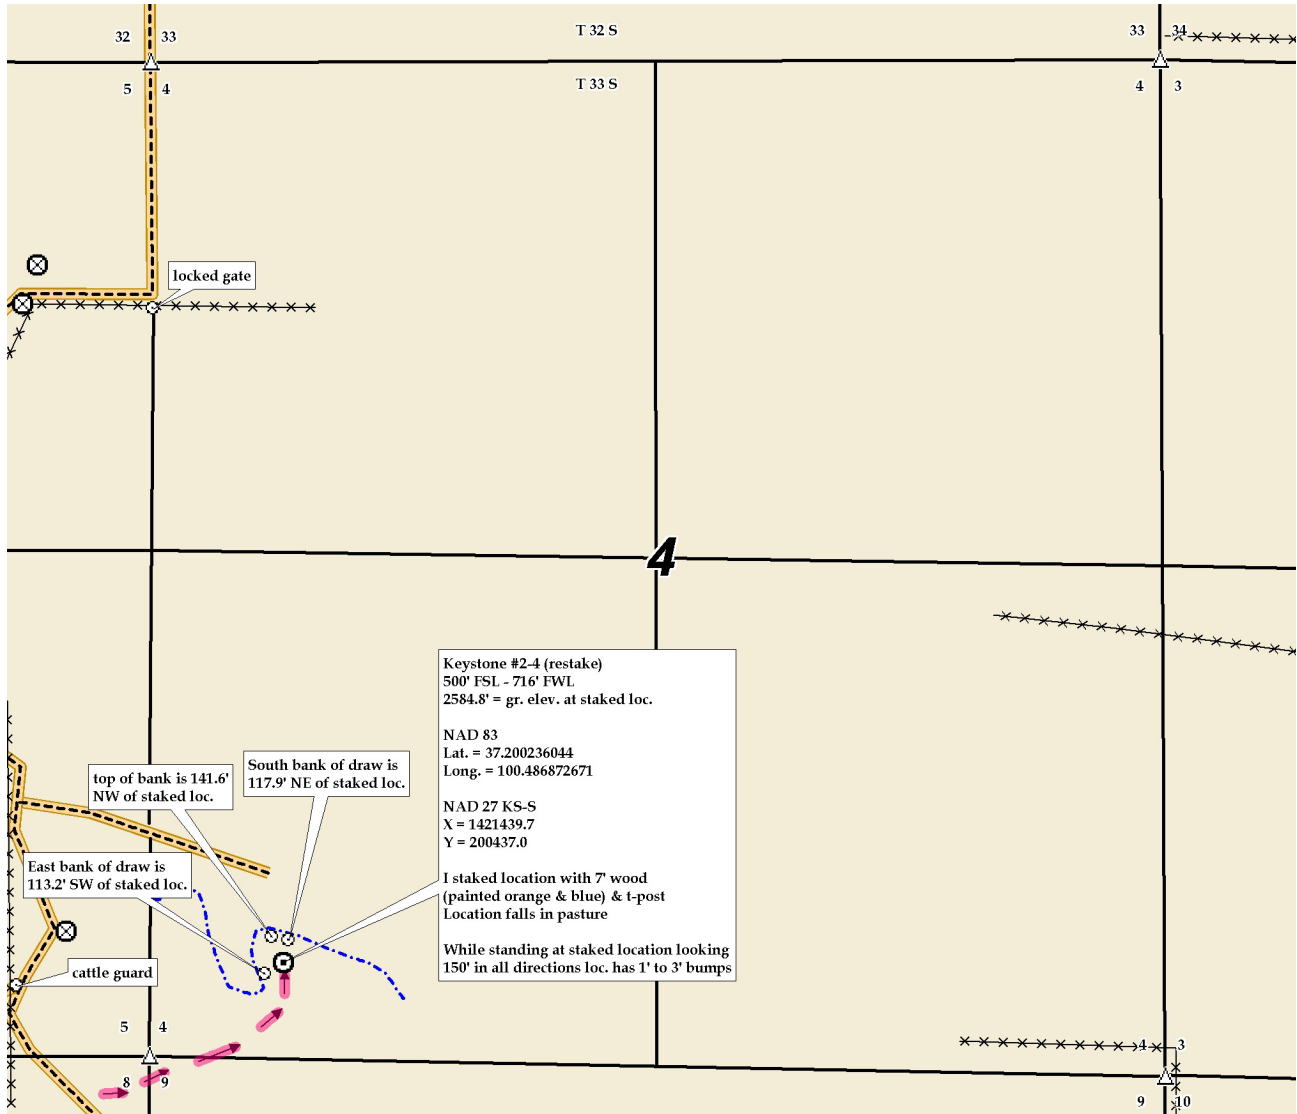 32 33
T 32 S
33 34
5 4
T 33 S
4 3
locked gate
4
Keystone #2-4 (restake)
500' FSL - 716' FWL
2584.8' = gr. elev. at staked loc.
NAD 83
Lat. = 37.200236044
Long. = 100.486872671
NAD 27 KS-S
X = 1421439.7
Y = 200437.0
I staked location with 7' wood
(painted orange & blue) & t-post
Location falls in pasture
While standing at staked location looking
150' in all directions loc. has 1' to 3' bumps
South bank of draw is
117.9' NE of staked loc.
top of bank is 141.6'
NW of staked loc.
East bank of draw is
113.2' SW of staked loc.
cattle guard
5 4
4 3
8 9
9 10